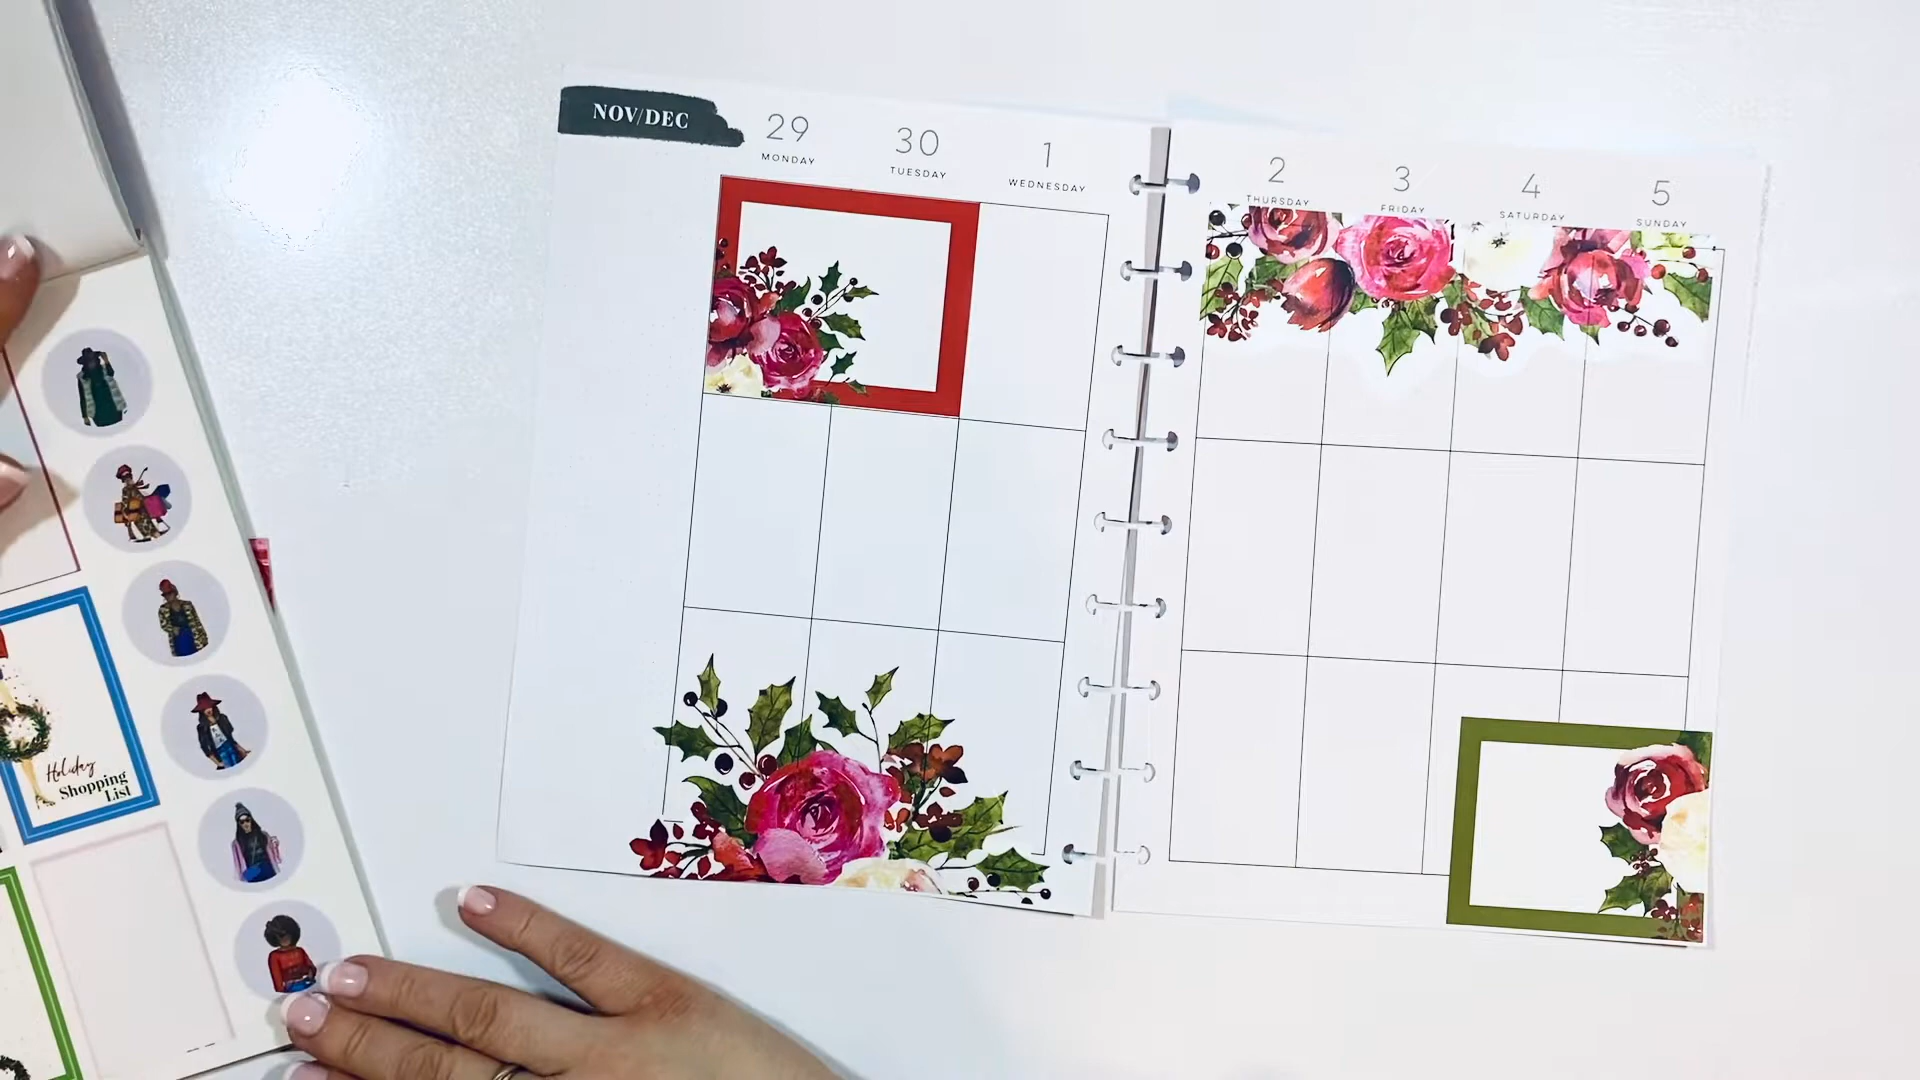 NOV/DEC
29
MONDAY
30
TUESDAY
1
WEDNESDAY
2
THURSDAY
3
FRIDAY
4
SATURDAY
5
SUNDAY
Holiday
Shopping
List